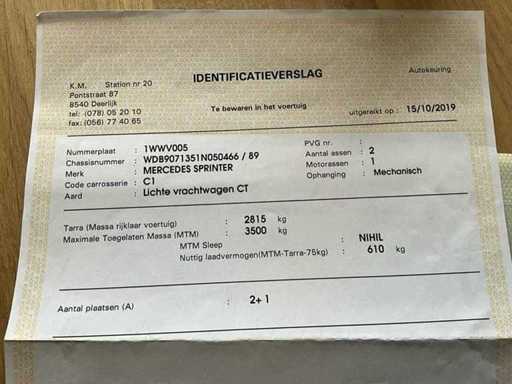 IDENTIFICATIEVERSLAG
Autokeuring
K.M. Station nr 20
Pontstraat 87
8540 Deerlijk
tel: (078) 05 20 10
fax: (056) 77 40 65
Te bewaren in het voertuig
uitgereikt op : 15/10/2019
Nummerplaat : 1WWV005
Chassisnummer : WDB9071351N050466 / 89
Merk : MERCEDES SPRINTER
Code carrosserie : C1
Aard : Lichte vrachtwagen CT
PVG nr. :
Aantal assen : 2
Motorassen : 1
Ophanging : Mechanisch
Tarra (Massa rijklaar voertuig) : 2815 kg
Maximale Toegelaten Massa (MTM) : 3500 kg
MTM Sleep : NIHIL
Nuttig laadvermogen(MTM-Tarra-75kg) : 610 kg
Aantal plaatsen (A) : 2+1